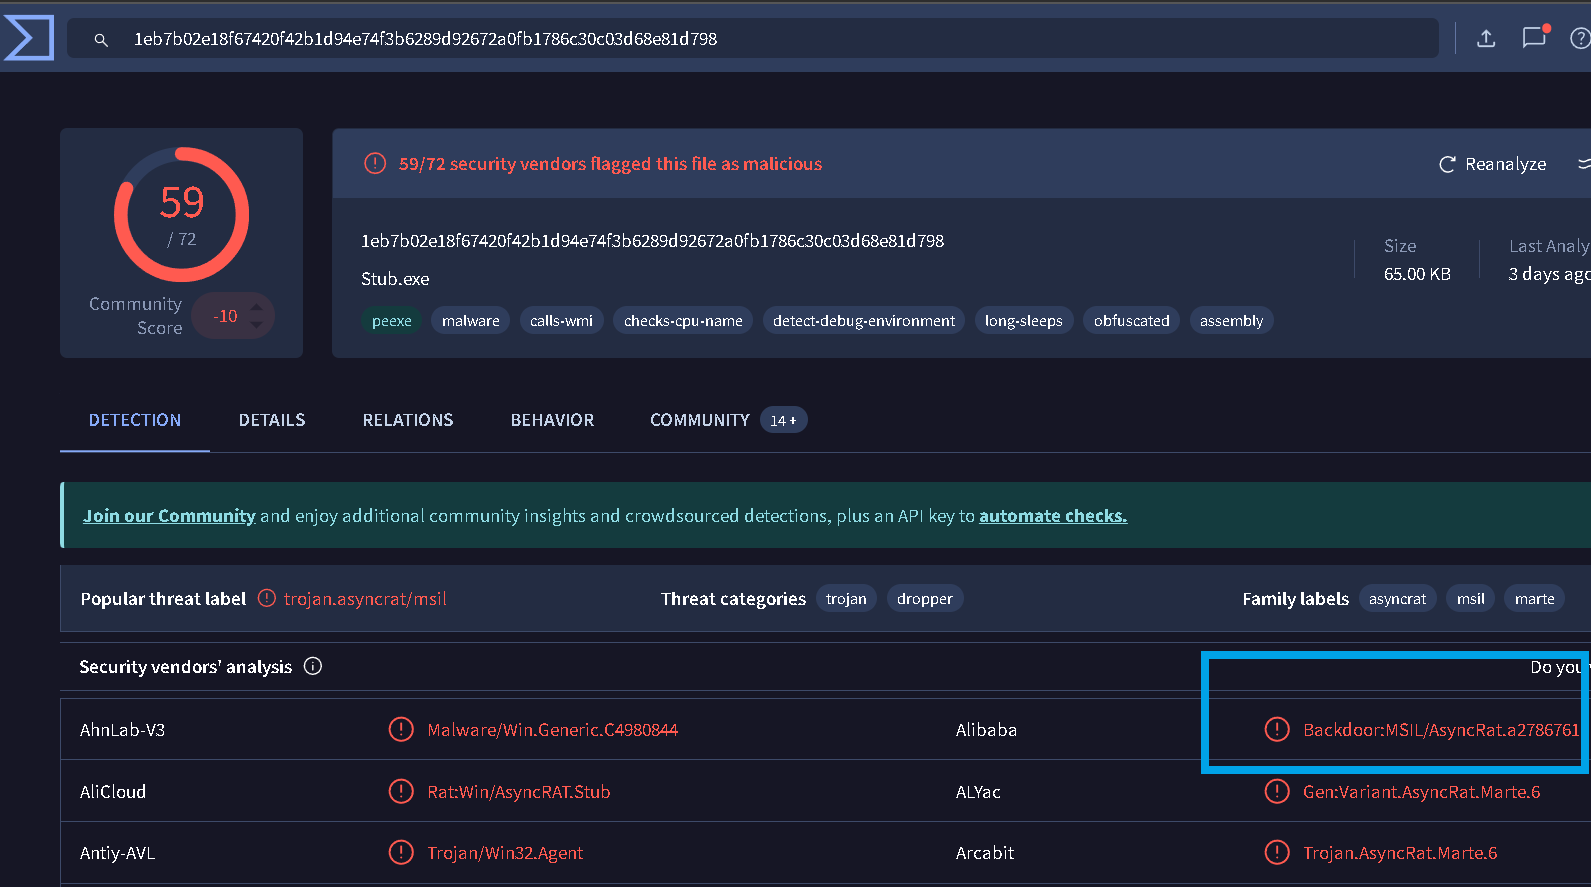 1eb7b02e18f67420f42b1d94e74f3b6289d92672a0fb1786c30c03d68e81d798
59
/ 72
Community Score
-10
59/72 security vendors flagged this file as malicious
Reanalyze
1eb7b02e18f67420f42b1d94e74f3b6289d92672a0fb1786c30c03d68e81d798
Stub.exe
Size
65.00 KB
Last Analy
3 days ago
peexe malware calls-wmi checks-cpu-name detect-debug-environment long-sleeps obfuscated assembly
DETECTION DETAILS RELATIONS BEHAVIOR COMMUNITY 14 +
Join our Community and enjoy additional community insights and crowdsourced detections, plus an API key to automate checks.
Popular threat label trojan.asyncrat/msil Threat categories trojan dropper Family labels asyncrat msil marte
Security vendors' analysis Do you
AhnLab-V3 Malware/Win.Generic.C4980844 Alibaba Backdoor:MSIL/AsyncRat.a2786761
AliCloud Rat:Win/AsyncRAT.Stub ALYac Gen:Variant.AsyncRat.Marte.6
Antiy-AVL Trojan/Win32.Agent Arcabit Trojan.AsyncRat.Marte.6